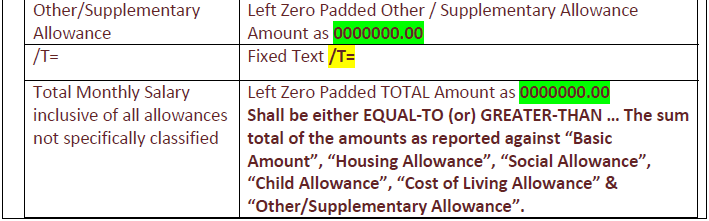 Other/Supplementary Left Zero Padded Other / Supplementary Allowance
Allowance Amount as 0000000.00
/T= Fixed Text /T=
Total Monthly Salary Left Zero Padded TOTAL Amount as 0000000.00
inclusive of all allowances Shall be either EQUAL-TO (or) GREATER-THAN ... The sum
not specifically classified total of the amounts as reported against “Basic
Amount”, “Housing Allowance”, “Social Allowance”,
“Child Allowance”, “Cost of Living Allowance” &
“Other/Supplementary Allowance”.